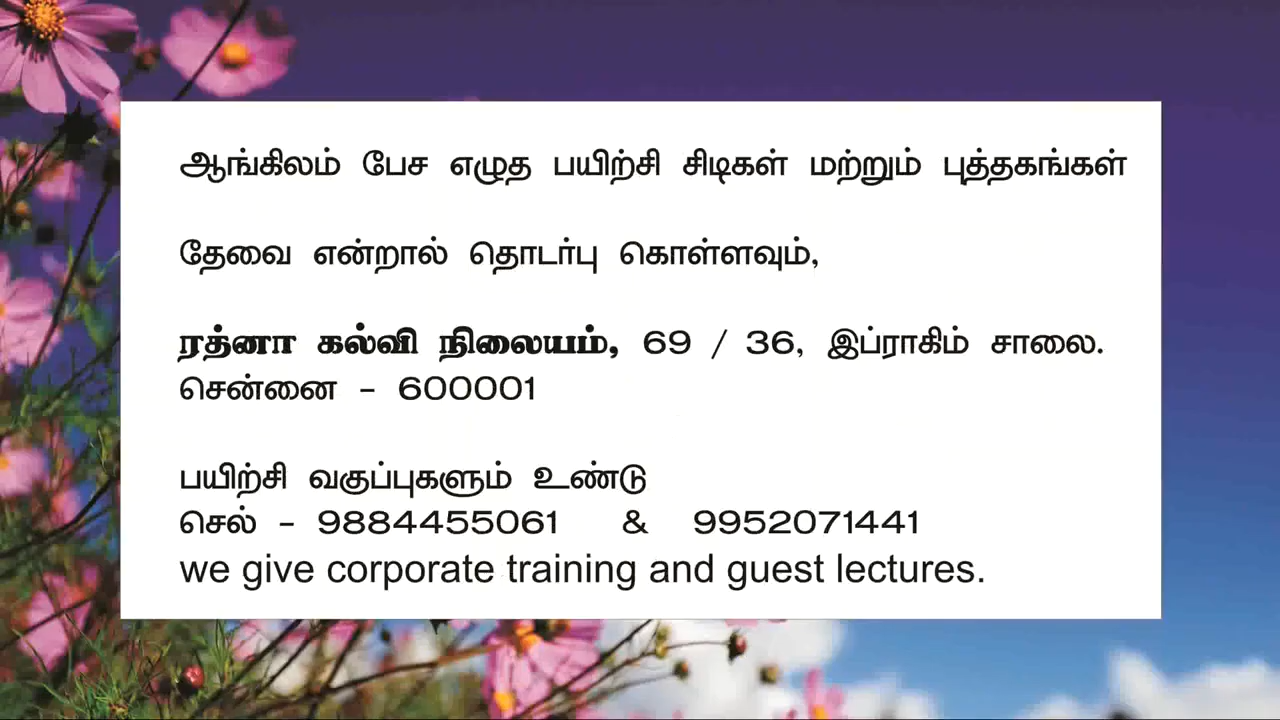 ஆங்கிலம் பேச எழுத பயிற்சி சிடிகள் மற்றும் புத்தகங்கள்
தேவை என்றால் தொடர்பு கொள்ளவும்,
ரத்னா கல்வி நிலையம், 69 / 36, இப்ராகிம் சாலை.
சென்னை - 600001
பயிற்சி வகுப்புகளும் உண்டு
செல் - 9884455061 & 9952071441
we give corporate training and guest lectures.